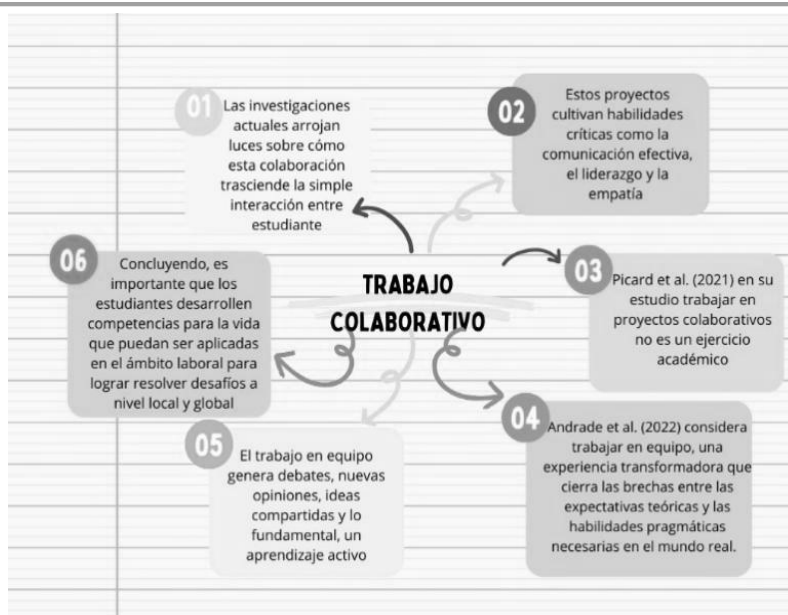 01
Las investigaciones
actuales arrojan
luces sobre cómo
esta colaboración
trasciende la simple
interacción entre
estudiante
02
Estos proyectos
cultivan habilidades
críticas como la
comunicación efectiva,
el liderazgo y la
empatía
TRABAJO
COLABORATIVO
03
Picard et al. (2021) en su
estudio trabajar en
proyectos colaborativos
no es un ejercicio
académico
04
Andrade et al. (2022) considera
trabajar en equipo, una
experiencia transformadora que
cierra las brechas entre las
expectativas teóricas y las
habilidades pragmáticas
necesarias en el mundo real.
05
El trabajo en equipo
genera debates, nuevas
opiniones, ideas
compartidas y lo
fundamental, un
aprendizaje activo
06
Concluyendo, es
importante que los
estudiantes desarrollen
competencias para la vida
que puedan ser aplicadas
en el ámbito laboral para
lograr resolver desafíos a
nivel local y global